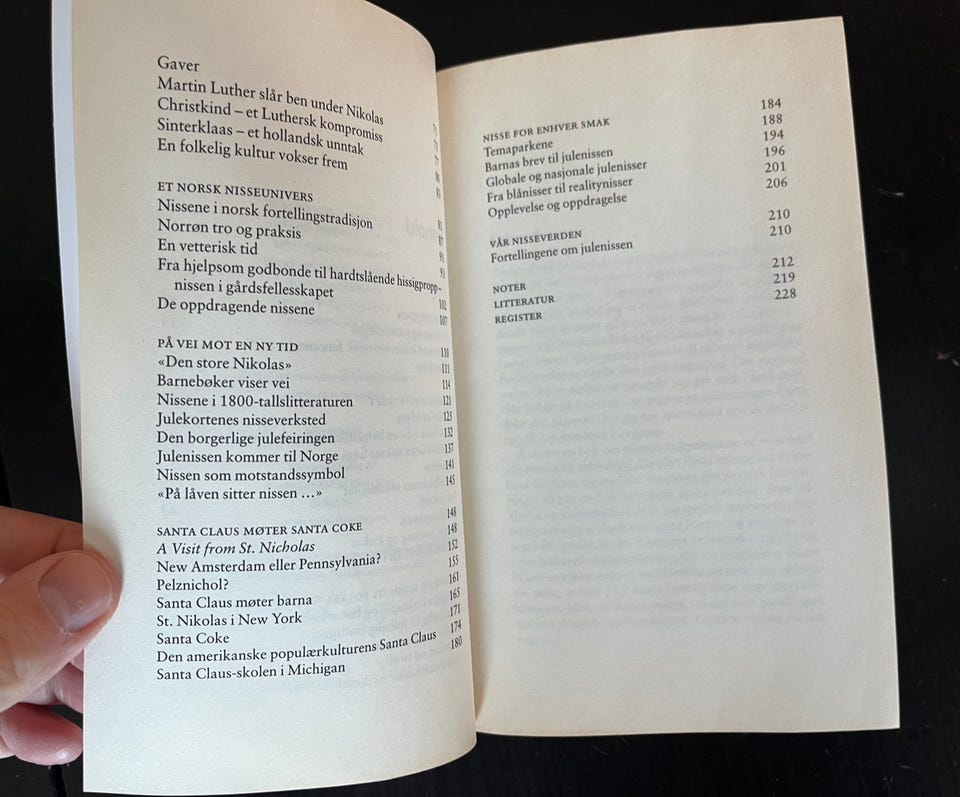 Gaver
Martin Luther slår ben under Nikolas
Christkind – et Luthersk kompromiss 77
Sinterklaas – et hollandsk unntak 80
En folkelig kultur vokser frem 83
ET NORSK NISSEUNIVERS 85
Nissene i norsk fortellingstradisjon 87
Norrøn tro og praksis 91
En vetterisk tid 93
Fra hjelpsom godbonde til hardtslående hissigpropp –
nissen i gårdsfellesskapet 102
De oppdragende nissene 107
PÅ VEI MOT EN NY TID 110
«Den store Nikolas» 111
Barnebøker viser vei 114
Nissene i 1800-tallslitteraturen 121
Julekortenes nisseverksted 125
Den borgerlige julefeiringen 132
Julenissen kommer til Norge 137
Nissen som motstandssymbol 141
«På låven sitter nissen ...» 145
SANTA CLAUS MØTER SANTA COKE 148
A Visit from St. Nicholas 148
New Amsterdam eller Pennsylvania? 152
Pelznichol? 155
Santa Claus møter barna 161
St. Nikolas i New York 165
Santa Coke 171
Den amerikanske populærkulturens Santa Claus 174
Santa Claus-skolen i Michigan 180
NISSE FOR ENHVER SMAK 184
Temaparkene 188
Barnas brev til julenissen 194
Globale og nasjonale julenisser 196
Fra blånisser til realitynisser 201
Opplevelse og oppdragelse 206
VÅR NISSEVERDEN 210
Fortellingene om julenissen 210
NOTER 212
LITTERATUR 219
REGISTER 228